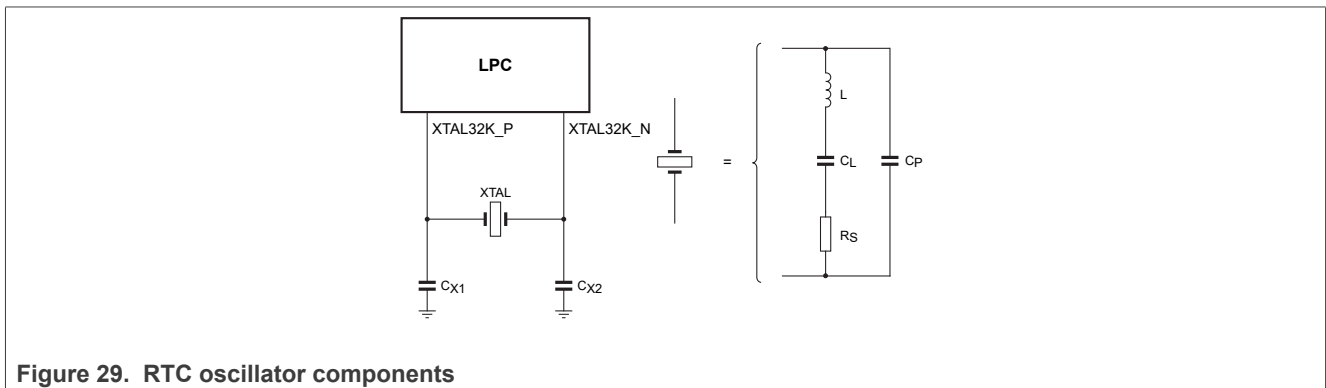 LPC
XTAL32K_P
XTAL32K_N
XTAL
CX1
CX2
=
L
CL
CP
RS
Figure 29. RTC oscillator components